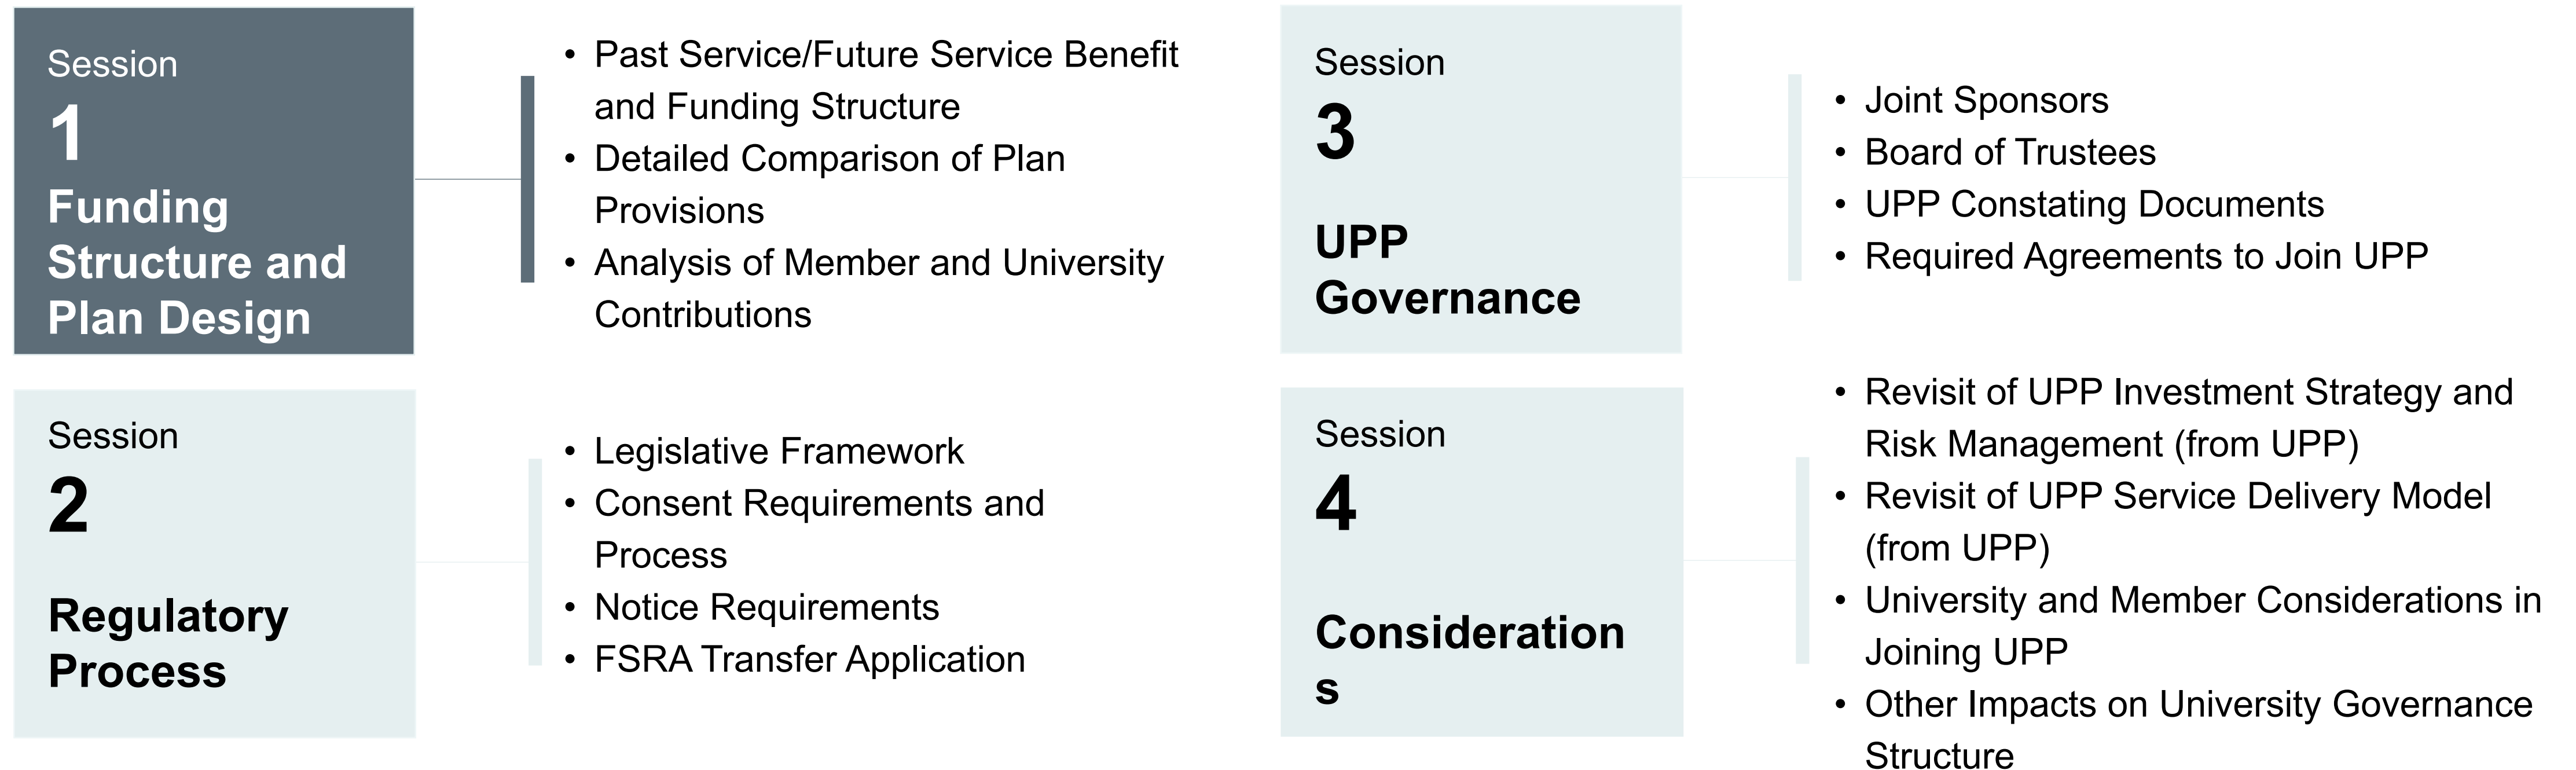 Session
1
Funding
Structure and
Plan Design
• Past Service/Future Service Benefit
and Funding Structure
• Detailed Comparison of Plan
Provisions
• Analysis of Member and University
Contributions
Session
2
Regulatory
Process
• Legislative Framework
• Consent Requirements and
Process
• Notice Requirements
• FSRA Transfer Application
Session
3
UPP
Governance
• Joint Sponsors
• Board of Trustees
• UPP Constating Documents
• Required Agreements to Join UPP
Session
4
Consideration
s
• Revisit of UPP Investment Strategy and
Risk Management (from UPP)
• Revisit of UPP Service Delivery Model
(from UPP)
• University and Member Considerations in
Joining UPP
• Other Impacts on University Governance
Structure